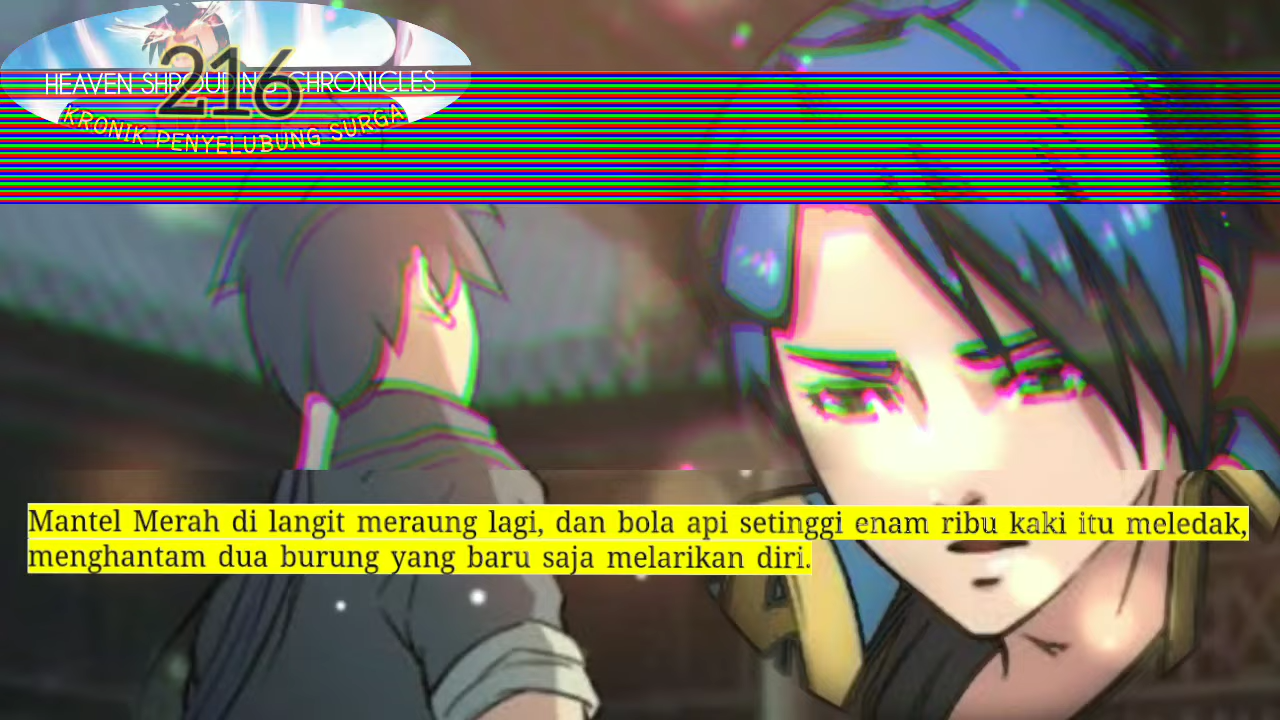 216
HEAVEN SHROUDING CHRONICLES
KRONIK PENYELUBUNG SURGA
Mantel Merah di langit meraung lagi, dan bola api setinggi enam ribu kaki itu meledak,
menghantam dua burung yang baru saja melarikan diri.